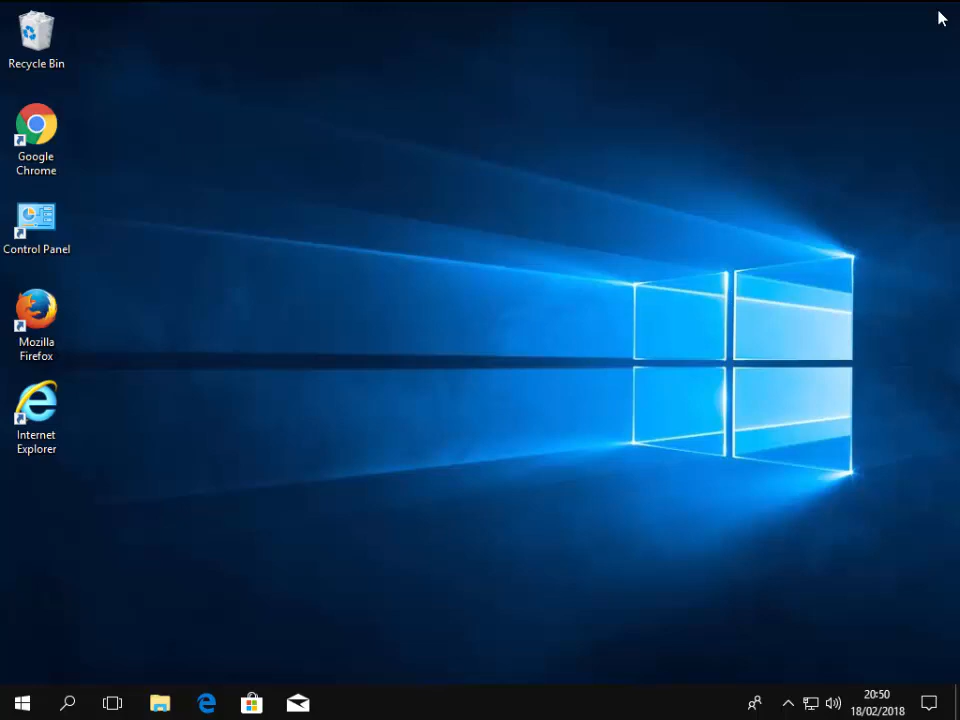 Recycle Bin
Google
Chrome
Control Panel
Mozilla
Firefox
Internet
Explorer
20:50
18/02/2018